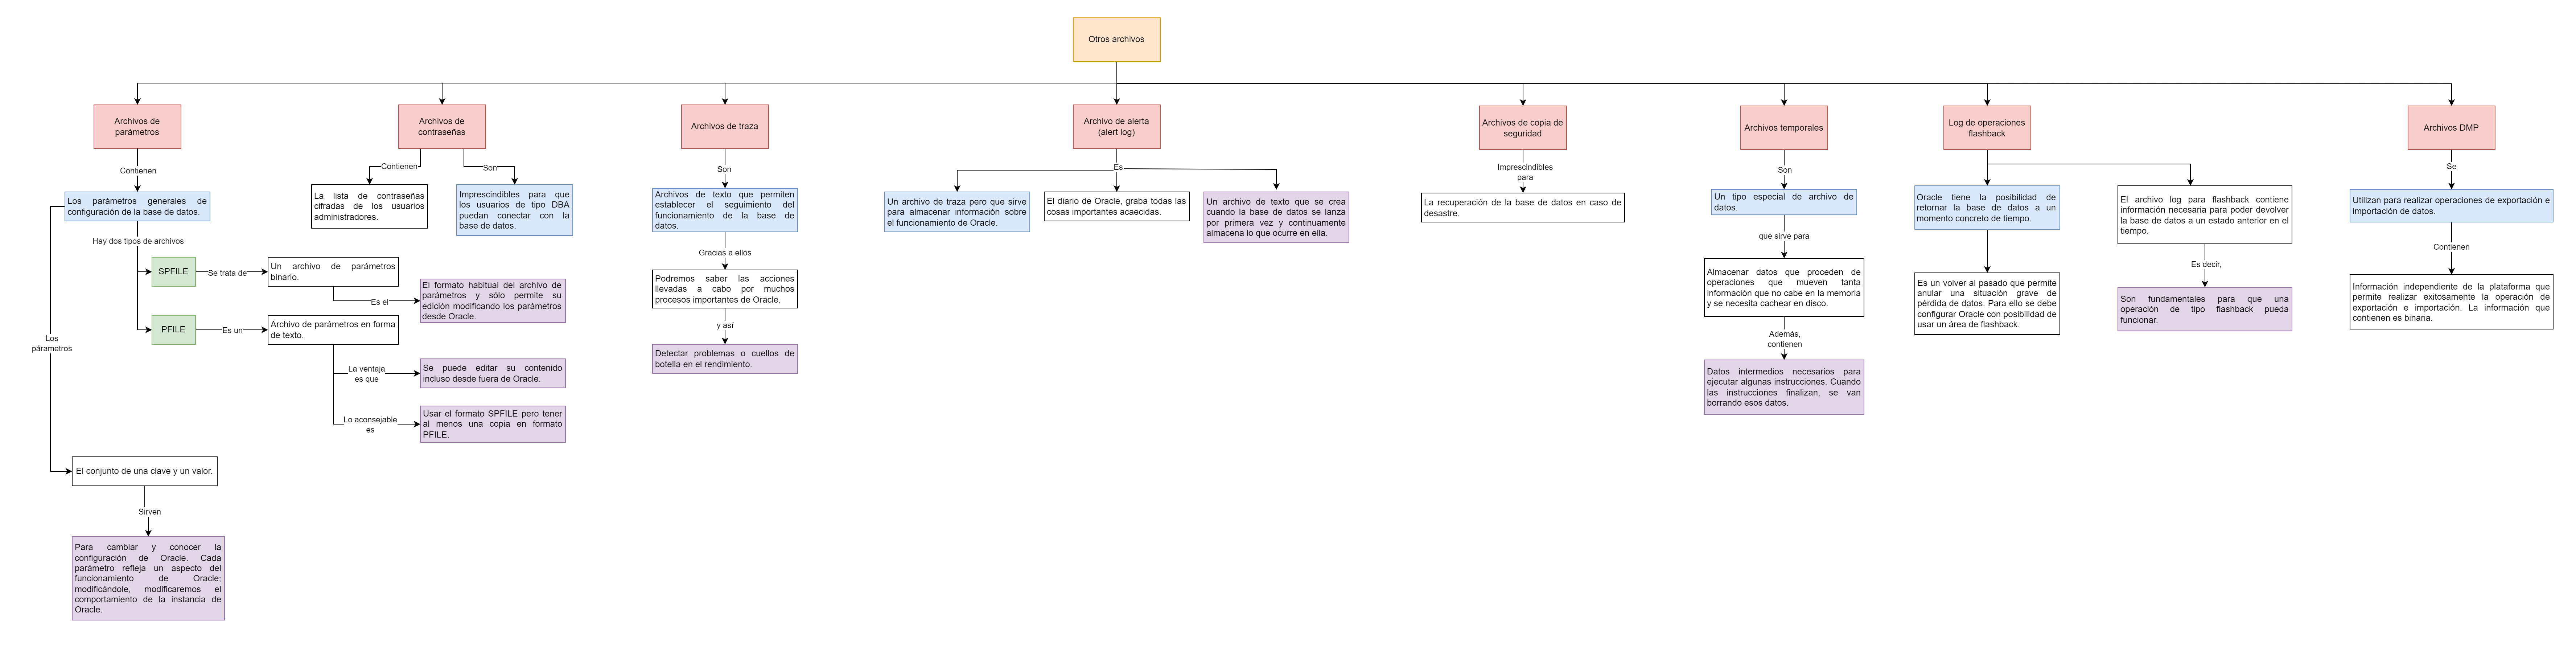 Otros archivos
Archivos de
parámetros
Contienen
Los parámetros generales de
configuración de la base de datos.
Hay dos tipos de archivos
SPFILE
Se trata de
Un archivo de parámetros
binario.
Es el
El formato habitual del archivo de
parámetros y sólo permite su
edición modificando los parámetros
desde Oracle.
PFILE
Es un
Archivo de parámetros en forma
de texto.
La ventaja
es que
Se puede editar su contenido
incluso desde fuera de Oracle.
Lo aconsejable
es
Usar el formato SPFILE pero tener
al menos una copia en formato
PFILE.
Los
párametros
El conjunto de una clave y un valor.
Sirven
Para cambiar y conocer la
configuración de Oracle. Cada
parámetro refleja un aspecto del
funcionamiento de Oracle;
modificándole, modificaremos el
comportamiento de la instancia de
Oracle.
Archivos de
contraseñas
Contienen
La lista de contraseñas
cifradas de los usuarios
administradores.
Son
Imprescindibles para que
los usuarios de tipo DBA
puedan conectar con la
base de datos.
Archivos de traza
Son
Archivos de texto que permiten
establecer el seguimiento del
funcionamiento de la base de
datos.
Gracias a ellos
Podremos saber las acciones
llevadas a cabo por muchos
procesos importantes de Oracle.
y así
Detectar problemas o cuellos de
botella en el rendimiento.
Archivo de alerta
(alert log)
Es
Un archivo de traza pero que sirve
para almacenar información sobre
el funcionamiento de Oracle.
El diario de Oracle, graba todas las
cosas importantes acaecidas.
Un archivo de texto que se crea
cuando la base de datos se lanza
por primera vez y continuamente
almacena lo que ocurre en ella.
Archivos de copia de
seguridad
Imprescindibles
para
La recuperación de la base de datos en caso de
desastre.
Archivos temporales
Son
Un tipo especial de archivo de
datos.
que sirve para
Almacenar datos que proceden de
operaciones que mueven tanta
información que no cabe en la memoria
y se necesita cachear en disco.
Además,
contienen
Datos intermedios necesarios para
ejecutar algunas instrucciones. Cuando
las instrucciones finalizan, se van
borrando esos datos.
Log de operaciones
flashback
Oracle tiene la posibilidad de
retornar la base de datos a un
momento concreto de tiempo.
Es un volver al pasado que permite
anular una situación grave de
pérdida de datos. Para ello se debe
configurar Oracle con posibilidad de
usar un área de flashback.
El archivo log para flashback contiene
información necesaria para poder devolver
la base de datos a un estado anterior en el
tiempo.
Es decir,
Son fundamentales para que una
operación de tipo flashback pueda
funcionar.
Archivos DMP
Se
Utilizan para realizar operaciones de exportación e
importación de datos.
Contienen
Información independiente de la plataforma que
permite realizar exitosamente la operación de
exportación e importación. La información que
contienen es binaria.